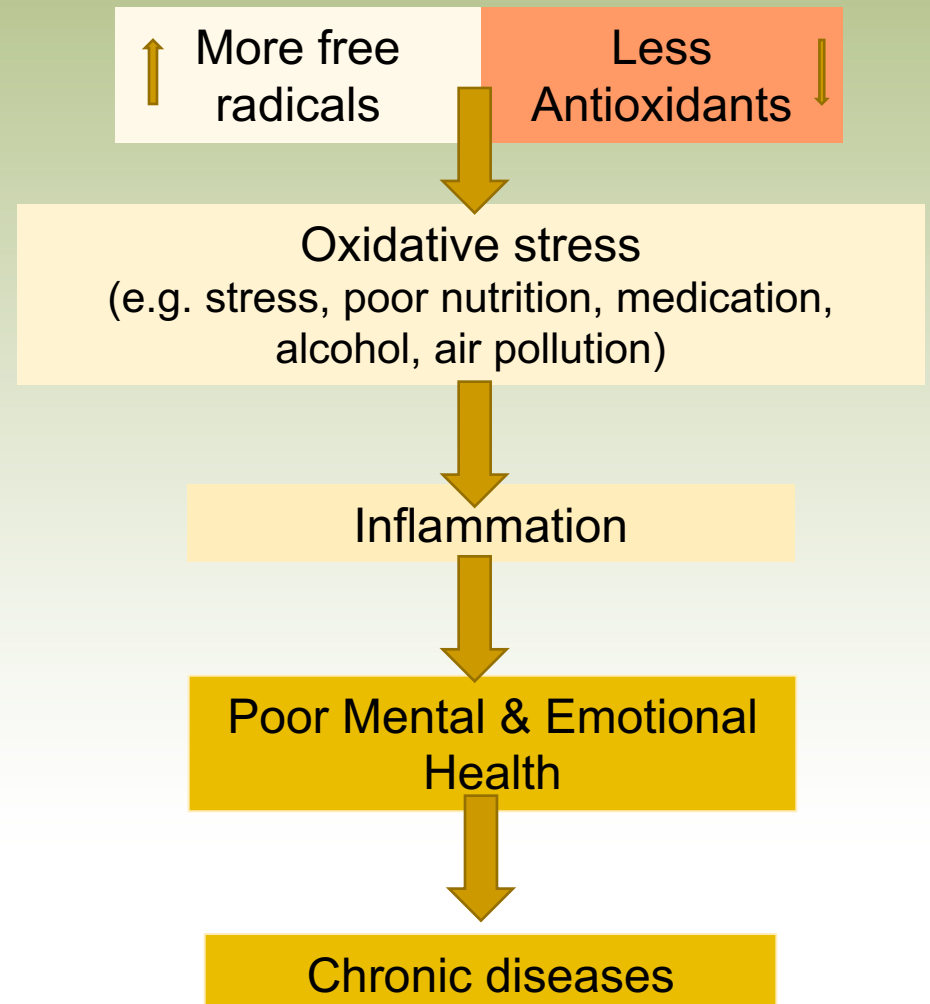 More free
radicals
Less
Antioxidants
Oxidative stress
(e.g. stress, poor nutrition, medication,
alcohol, air pollution)
Inflammation
Poor Mental & Emotional
Health
Chronic diseases